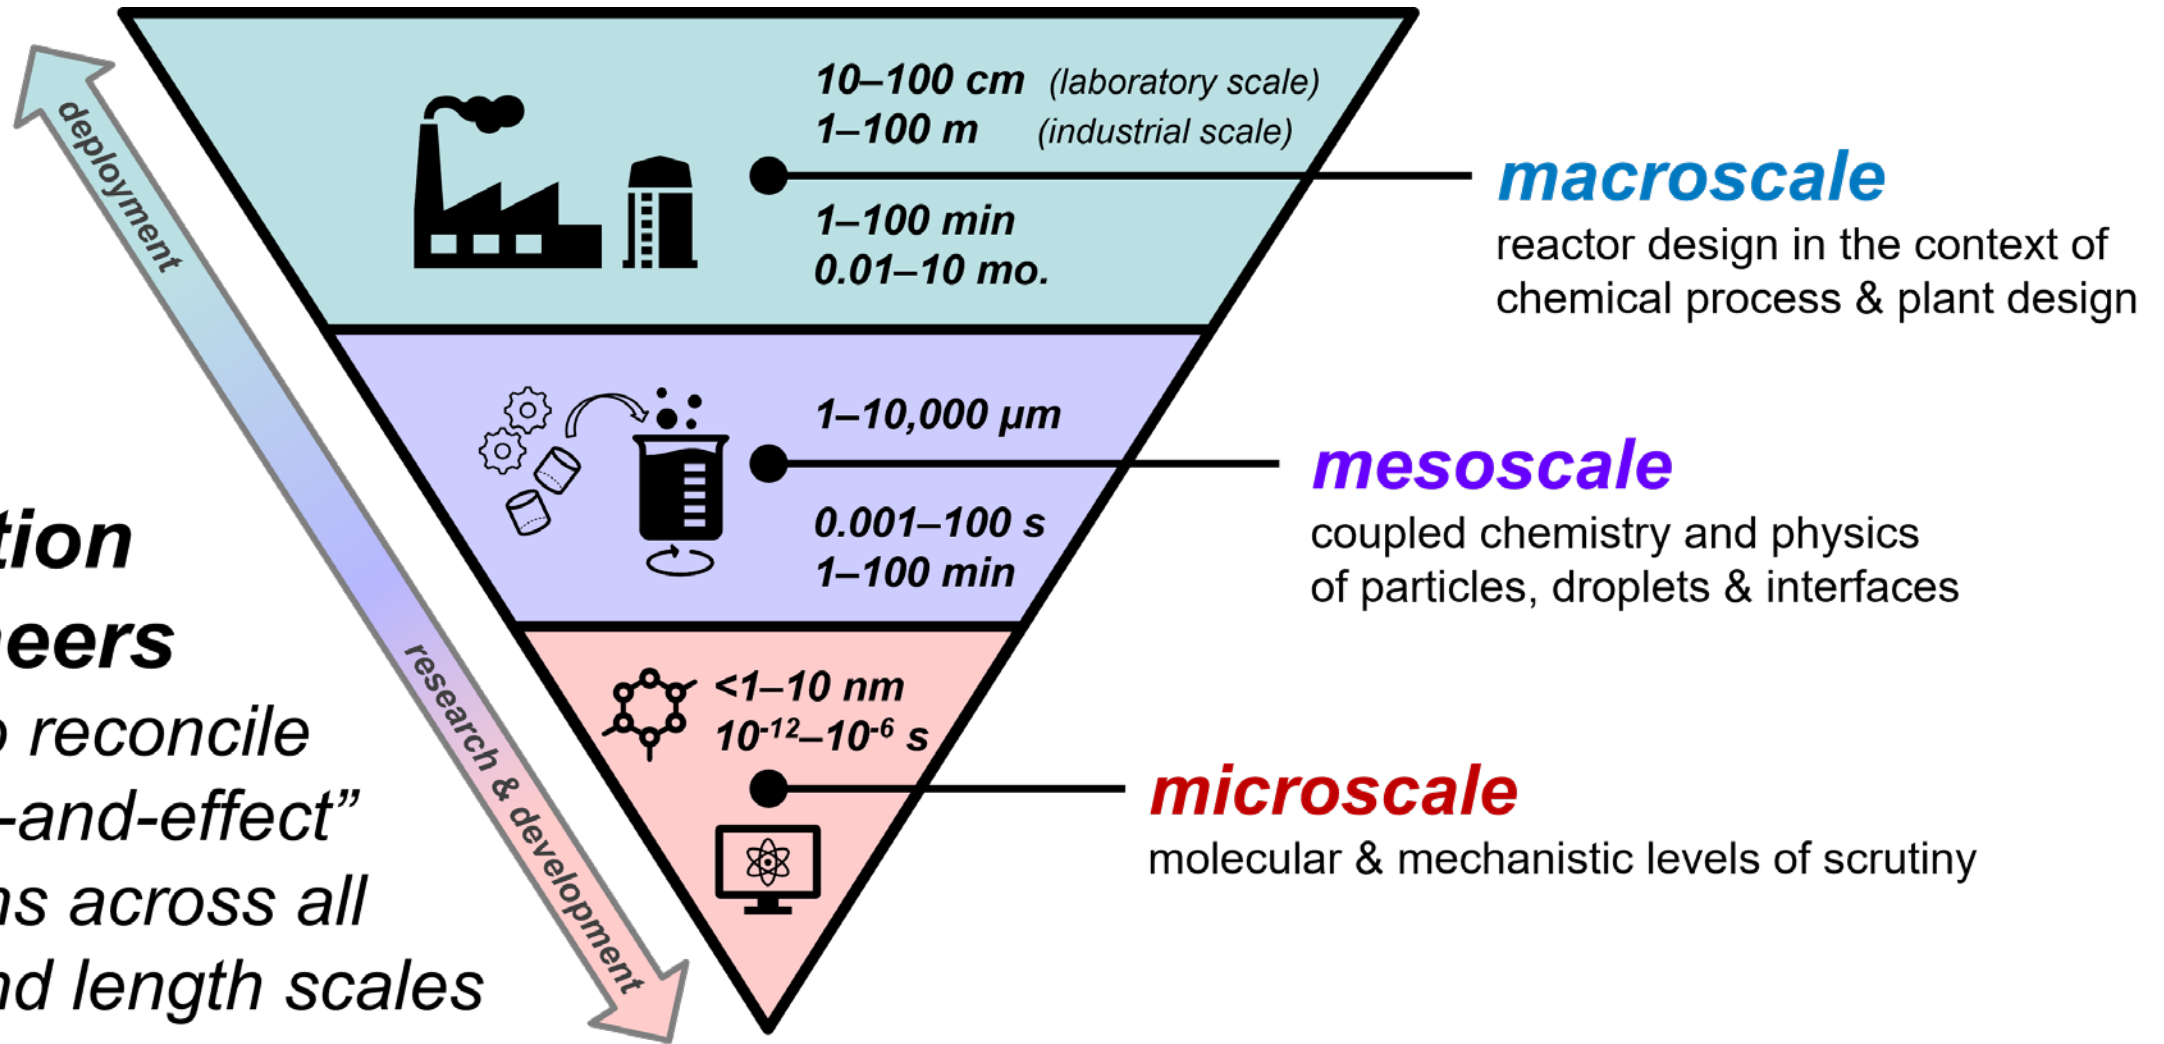 10–100 cm (laboratory scale)
1–100 m (industrial scale)
1–100 min
0.01–10 mo.
macroscale
reactor design in the context of
chemical process & plant design
deployment
1–10,000 µm
0.001–100 s
1–100 min
mesoscale
coupled chemistry and physics
of particles, droplets & interfaces
research & development
<1–10 nm
10⁻¹²–10⁻⁶ s
microscale
molecular & mechanistic levels of scrutiny
tion
eers
reconcile
-and-effect”
ns across all
nd length scales